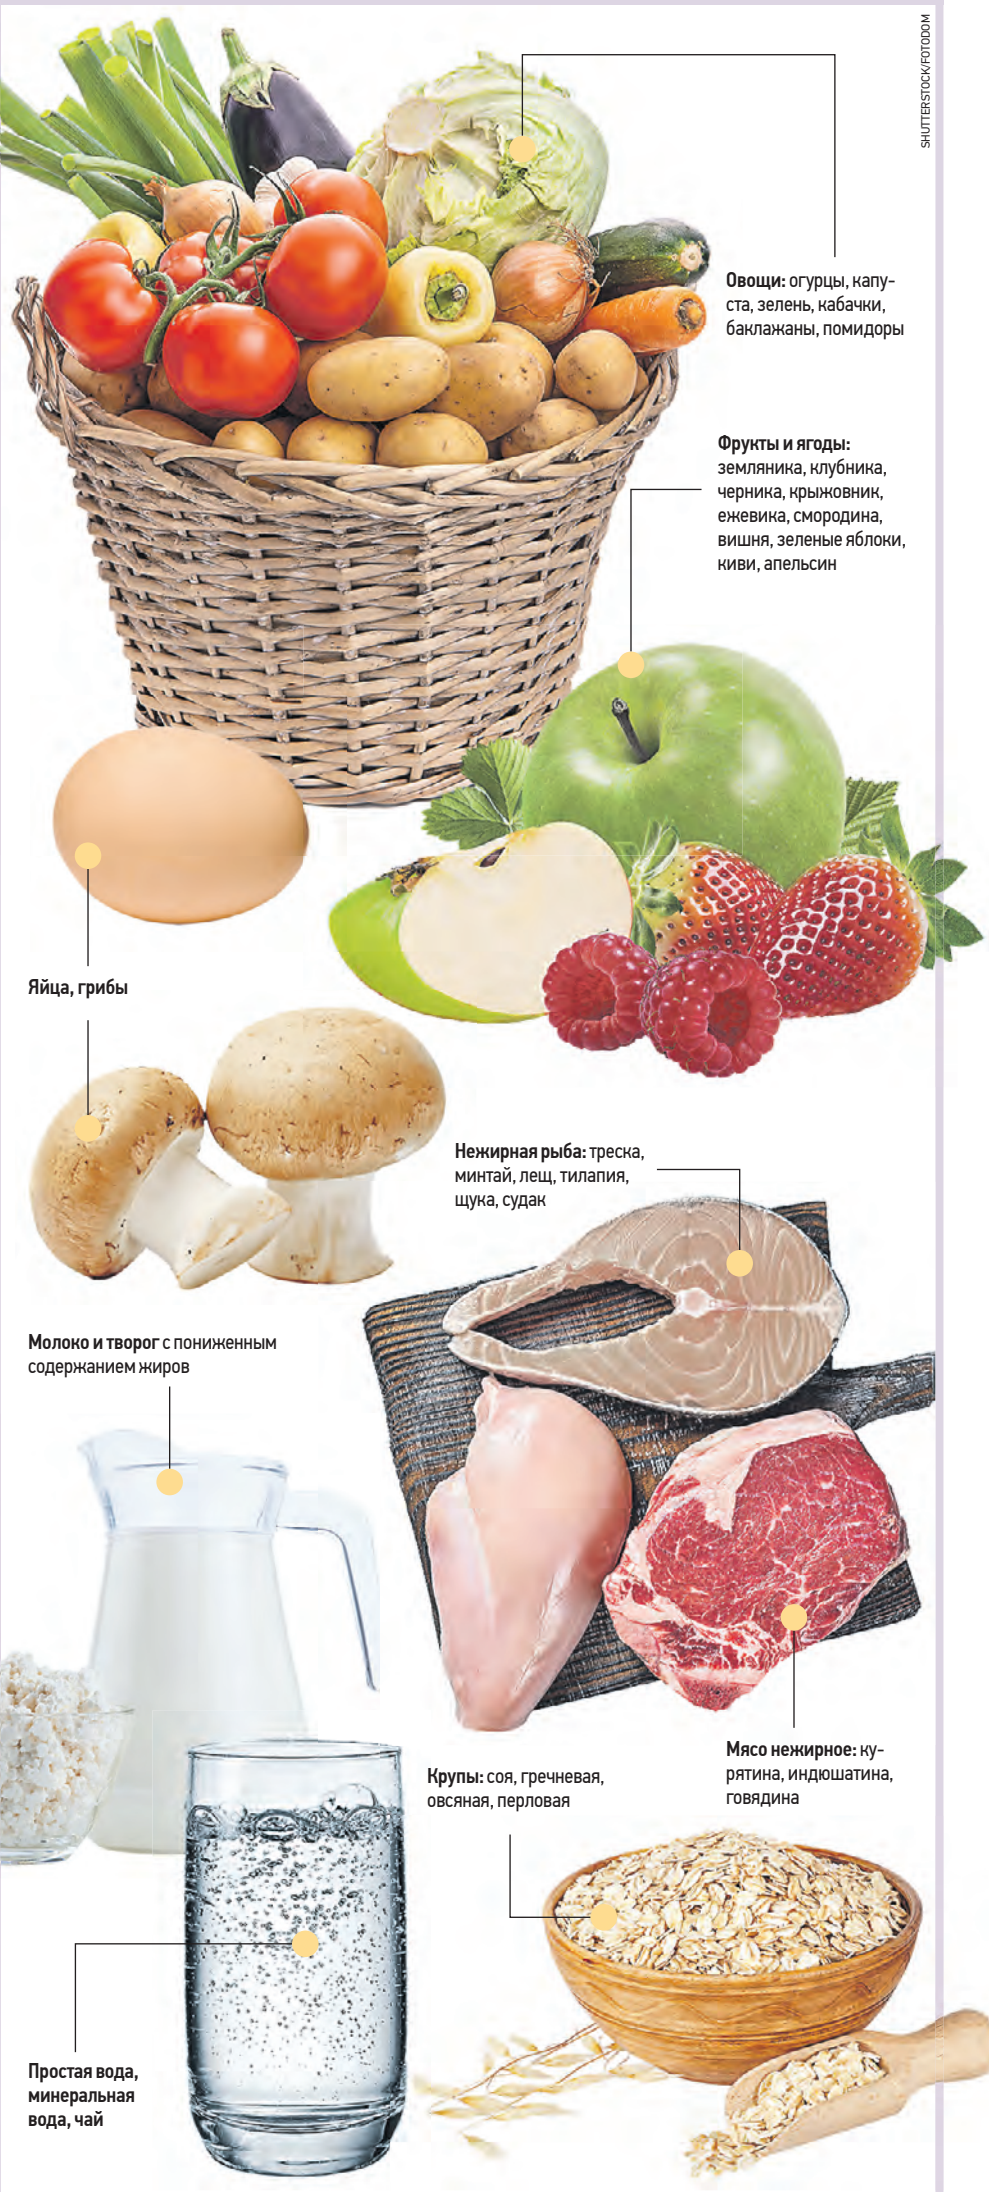 SHUTTERSTOCK/FOTODOM
Овощи: огурцы, капу-
ста, зелень, кабачки,
баклажаны, помидоры
Фрукты и ягоды:
земляника, клубника,
черника, крыжовник,
ежевика, смородина,
вишня, зеленые яблоки,
киви, апельсин
Яйца, грибы
Нежирная рыба: треска,
минтай, лещ, тилапия,
щука, судак
Молоко и творог с пониженным
содержанием жиров
Мясо нежирное: ку-
рятина, индюшатина,
говядина
Крупы: соя, гречневая,
овсяная, перловая
Простая вода,
минеральная
вода, чай